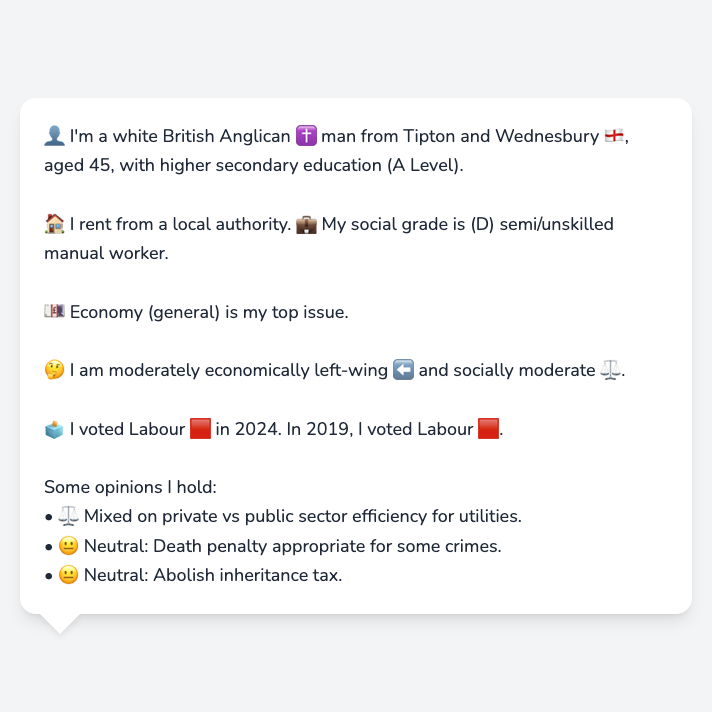 👤 I'm a white British Anglican ✝️ man from Tipton and Wednesbury 🏴󠁧󠁢󠁥󠁮󠁧󠁿,
aged 45, with higher secondary education (A Level).
🏠 I rent from a local authority. 💼 My social grade is (D) semi/unskilled
manual worker.
💷 Economy (general) is my top issue.
🤔 I am moderately economically left-wing ⬅️ and socially moderate ⚖️.
🗳️ I voted Labour 🟥 in 2024. In 2019, I voted Labour 🟥.
Some opinions I hold:
• ⚖️ Mixed on private vs public sector efficiency for utilities.
• 😐 Neutral: Death penalty appropriate for some crimes.
• 😐 Neutral: Abolish inheritance tax.